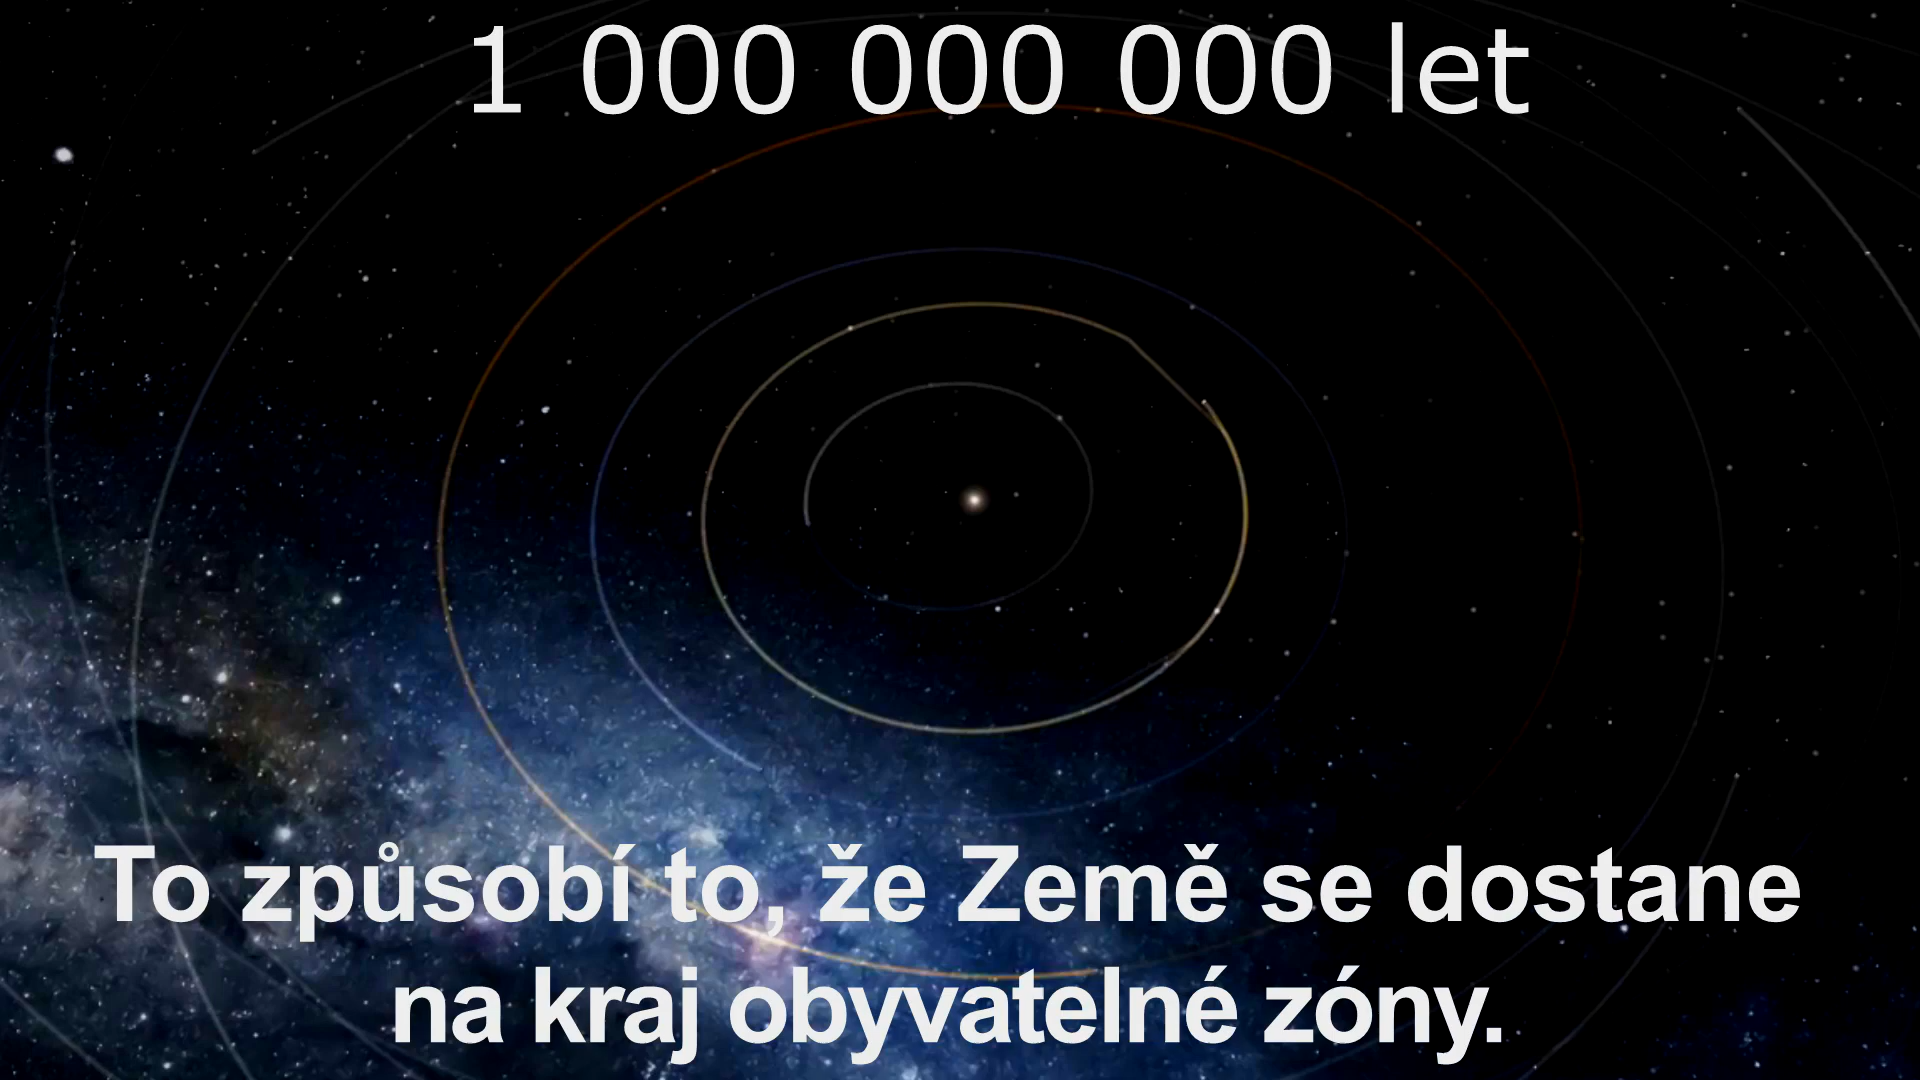 1 000 000 000 let
To způsobí to, že Země se dostane
na kraj obyvatelné zóny.